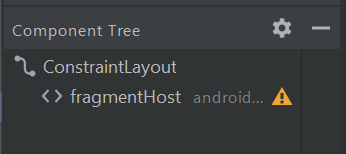 Component Tree
ConstraintLayout
<> fragmentHost android...